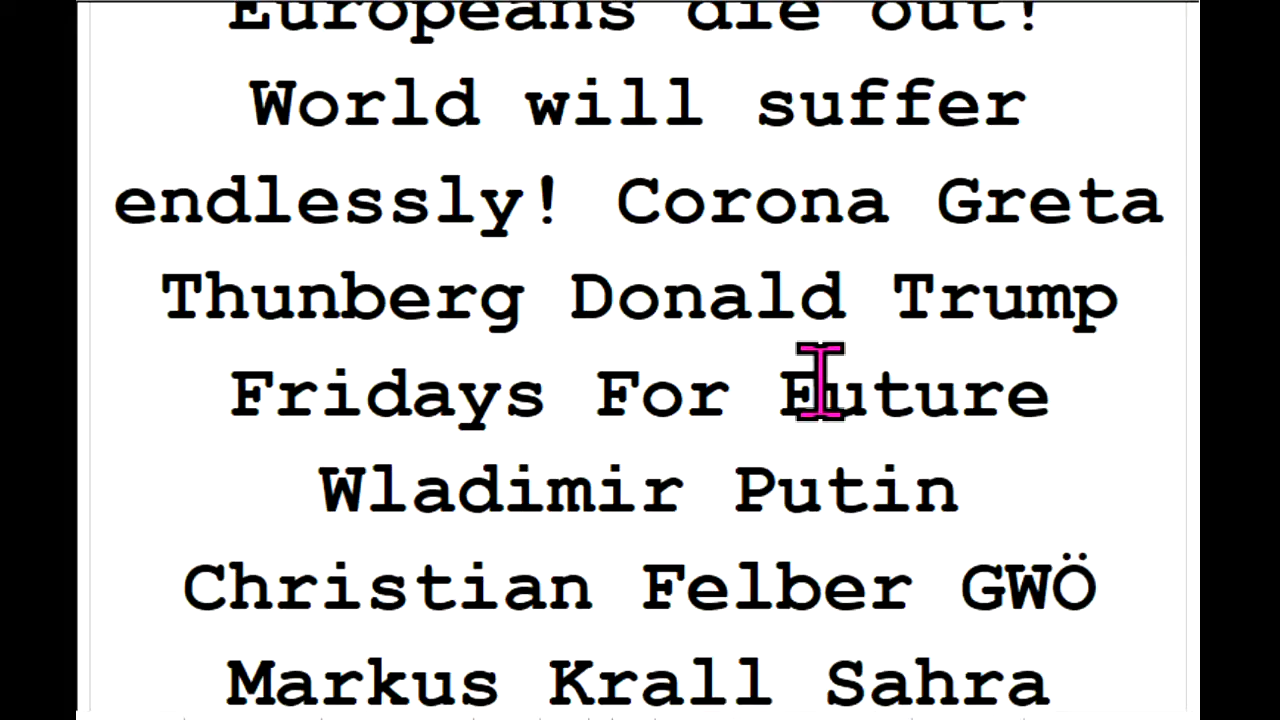 Europeans die out!
World will suffer
endlessly! Corona Greta
Thunberg Donald Trump
Fridays For Future
Wladimir Putin
Christian Felber GWÖ
Markus Krall Sahra